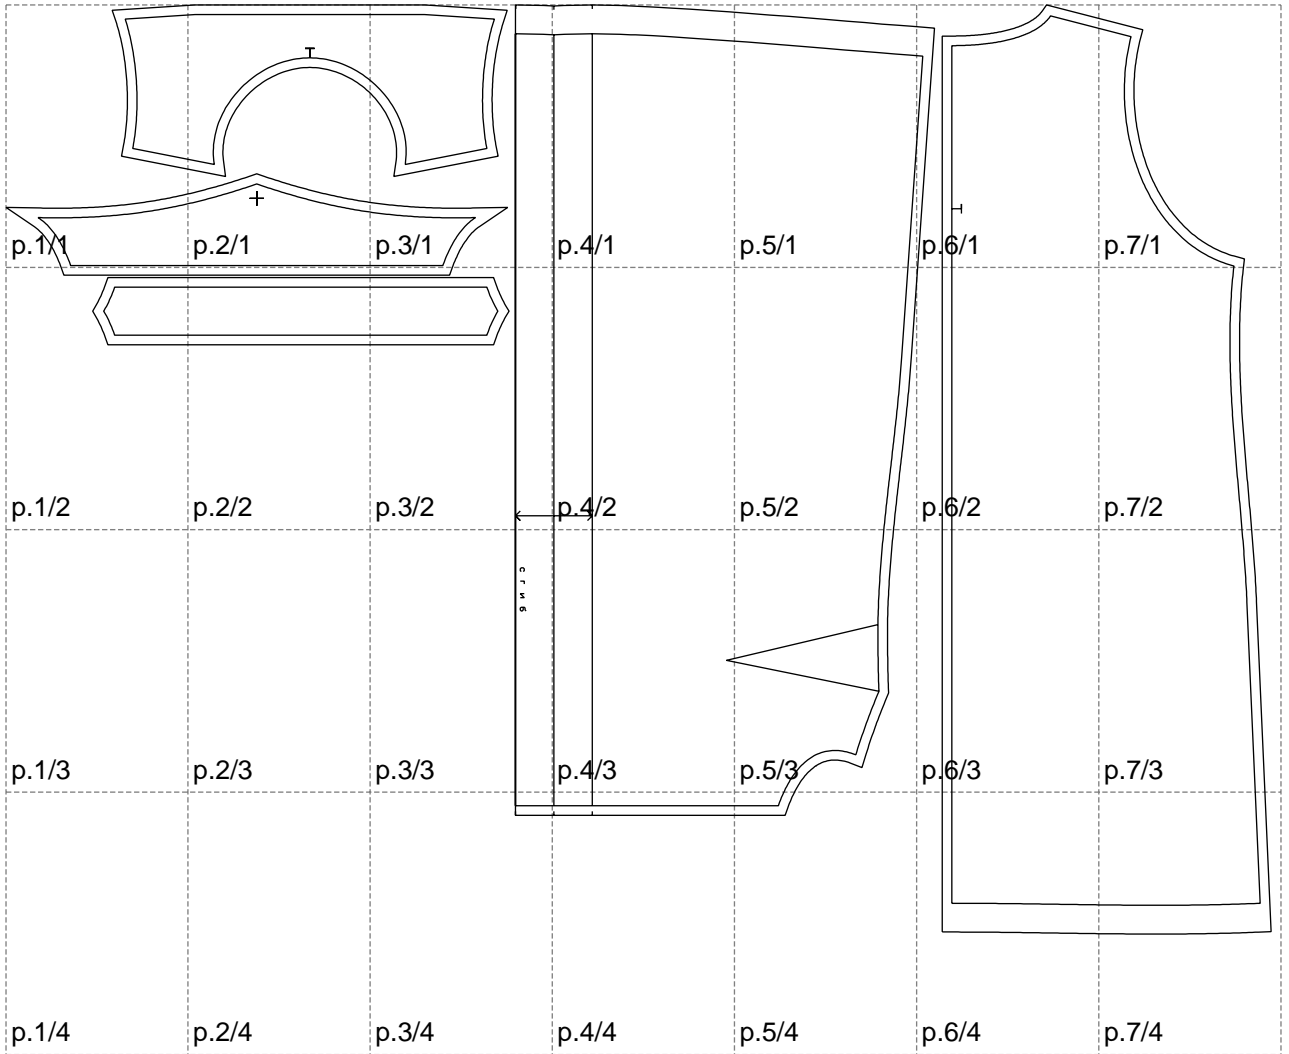 p.1/1 p.2/1 p.3/1 p.4/1 p.5/1 p.6/1 p.7/1
p.1/2 p.2/2 p.3/2 p.4/2 p.5/2 p.6/2 p.7/2
сгиб
p.1/3 p.2/3 p.3/3 p.4/3 p.5/3 p.6/3 p.7/3
p.1/4 p.2/4 p.3/4 p.4/4 p.5/4 p.6/4 p.7/4